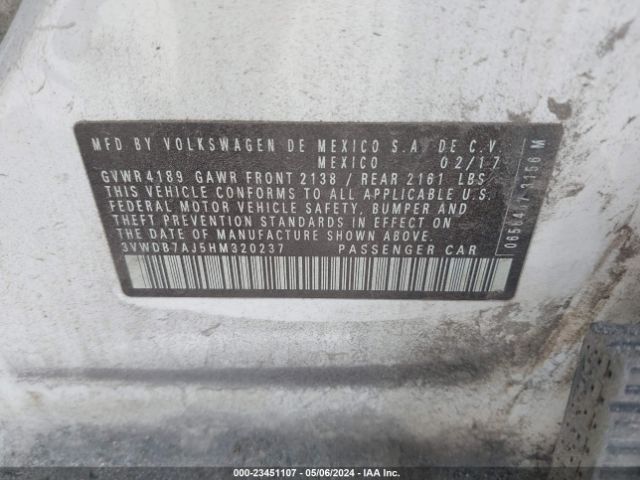 MFD BY VOLKSWAGEN DE MEXICO S.A. DE C.V.
MEXICO 02/17
GVWR 4189 GAWR FRONT 2138 / REAR 2161 LBS
THIS VEHICLE CONFORMS TO ALL APPLICABLE U.S.
FEDERAL MOTOR VEHICLE SAFETY, BUMPER AND
THEFT PREVENTION STANDARDS IN EFFECT ON
THE DATE OF MANUFACTURE SHOWN ABOVE.
3VWDB7AJ5HM320237 PASSENGER CAR
1156 M
000-23451107 - 05/06/2024 - IAA Inc.